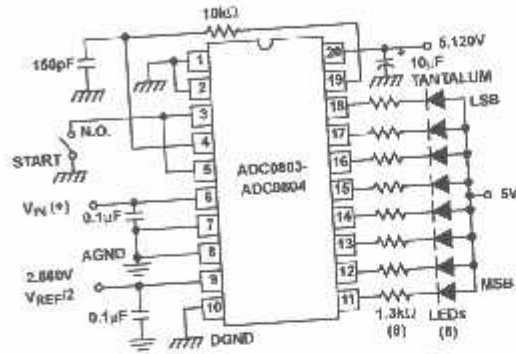 10kΩ
150pF
1
2
3
4
5
6
7
8
9
10
20
19
18
17
16
15
14
13
12
11
ADC0803-
ADC0804
5.120V
10μF
TANTALUM
LSB
N.O.
START
VIN (+)
0.1μF
AGND
VREF/2
0.1μF
DGND
5V
MSB
1.3kΩ
(8)
LEDs
(8)